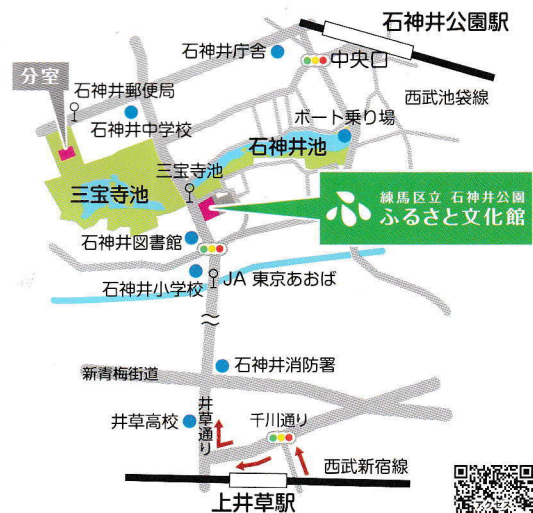 石神井公園駅
石神井庁舎
中央口
分室
石神井郵便局
西武池袋線
石神井中学校
ボート乗り場
石神井池
三宝寺池
三宝寺池
練馬区立 石神井公園
ふるさと文化館
石神井図書館
石神井小学校
JA 東京あおば
石神井消防署
新青梅街道
井草通り
井草高校
千川通り
西武新宿線
上井草駅
アクセス